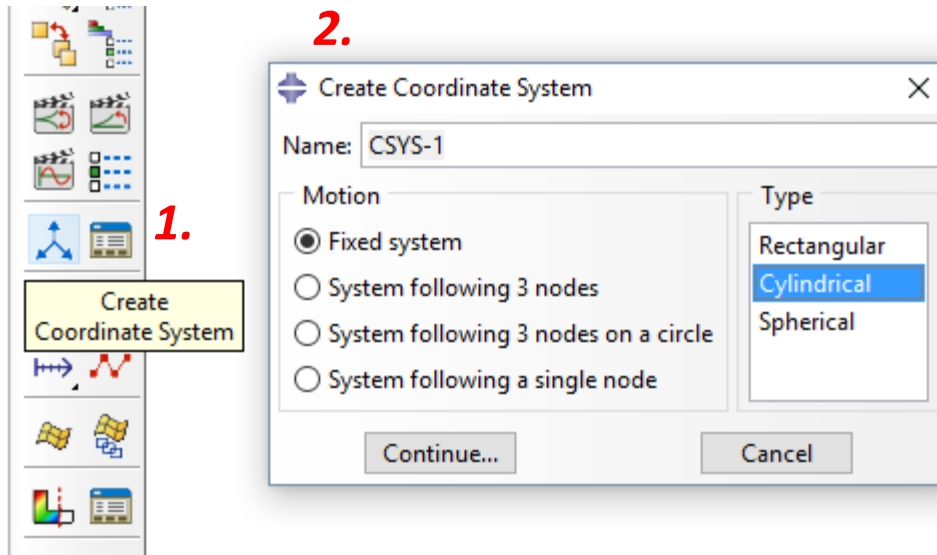 2.
Create Coordinate System
Name: CSYS-1
Motion
Type
1.
Fixed system
Rectangular
System following 3 nodes
Cylindrical
Create
Coordinate System
System following 3 nodes on a circle
Spherical
System following a single node
Continue...
Cancel